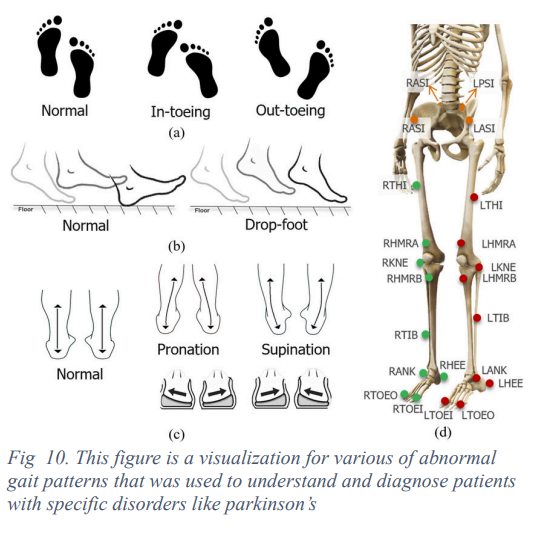 Normal
In-toeing
Out-toeing
(a)
Floor
Normal
Floor
Drop-foot
(b)
Normal
Pronation
Supination
(c)
RASI
LPSI
RASI
LASI
RTHI
LTHI
RHMRA
LHMRA
RKNE
LKNE
RHMRB
LHMRB
LTIB
RTIB
RANK
RHEE
LANK
LHEE
RTOEO
RTOEI
LTOEI
LTOEO
(d)
Fig 10. This figure is a visualization for various of abnormal
gait patterns that was used to understand and diagnose patients
with specific disorders like parkinson’s